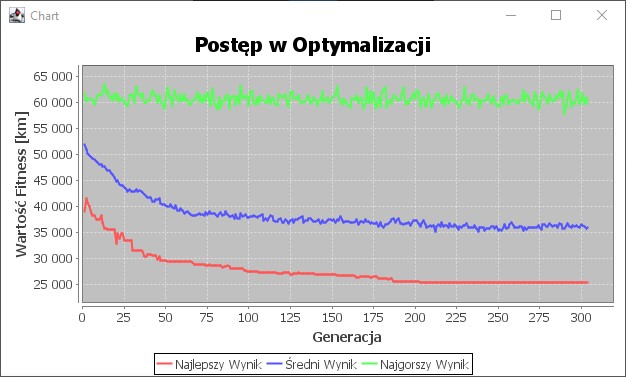 Chart
Postęp w Optymalizacji
Wartość Fitness [km]
65 000
60 000
55 000
50 000
45 000
40 000
35 000
30 000
25 000
0 25 50 75 100 125 150 175 200 225 250 275 300
Generacja
Najlepszy Wynik Średni Wynik Najgorszy Wynik